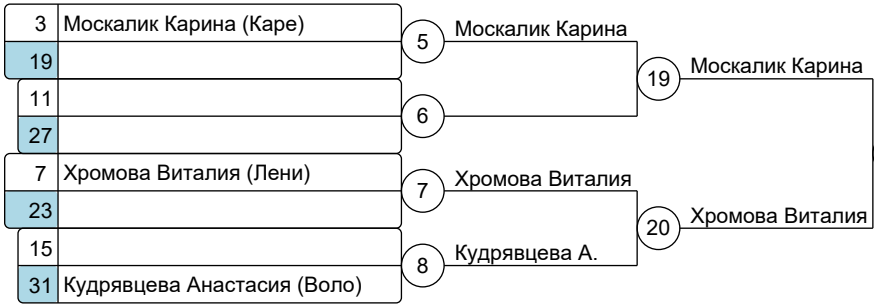 3 Москалик Карина (Каре)
19
5 Москалик Карина
11
27
6
19 Москалик Карина
7 Хромова Виталия (Лени)
23
7 Хромова Виталия
15
31 Кудрявцева Анастасия (Воло)
8 Кудрявцева А.
20 Хромова Виталия